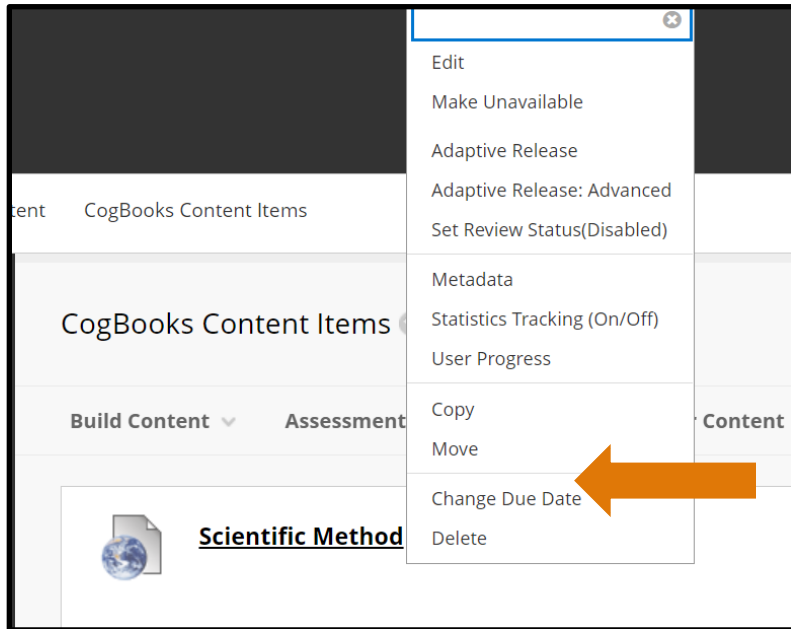 Edit
Make Unavailable
Adaptive Release
Adaptive Release: Advanced
Set Review Status(Disabled)
CogBooks Content Items
Metadata
Statistics Tracking (On/Off)
User Progress
CogBooks Content Items
Copy
Move
Build Content Assessment Content
Change Due Date
Delete
Scientific Method